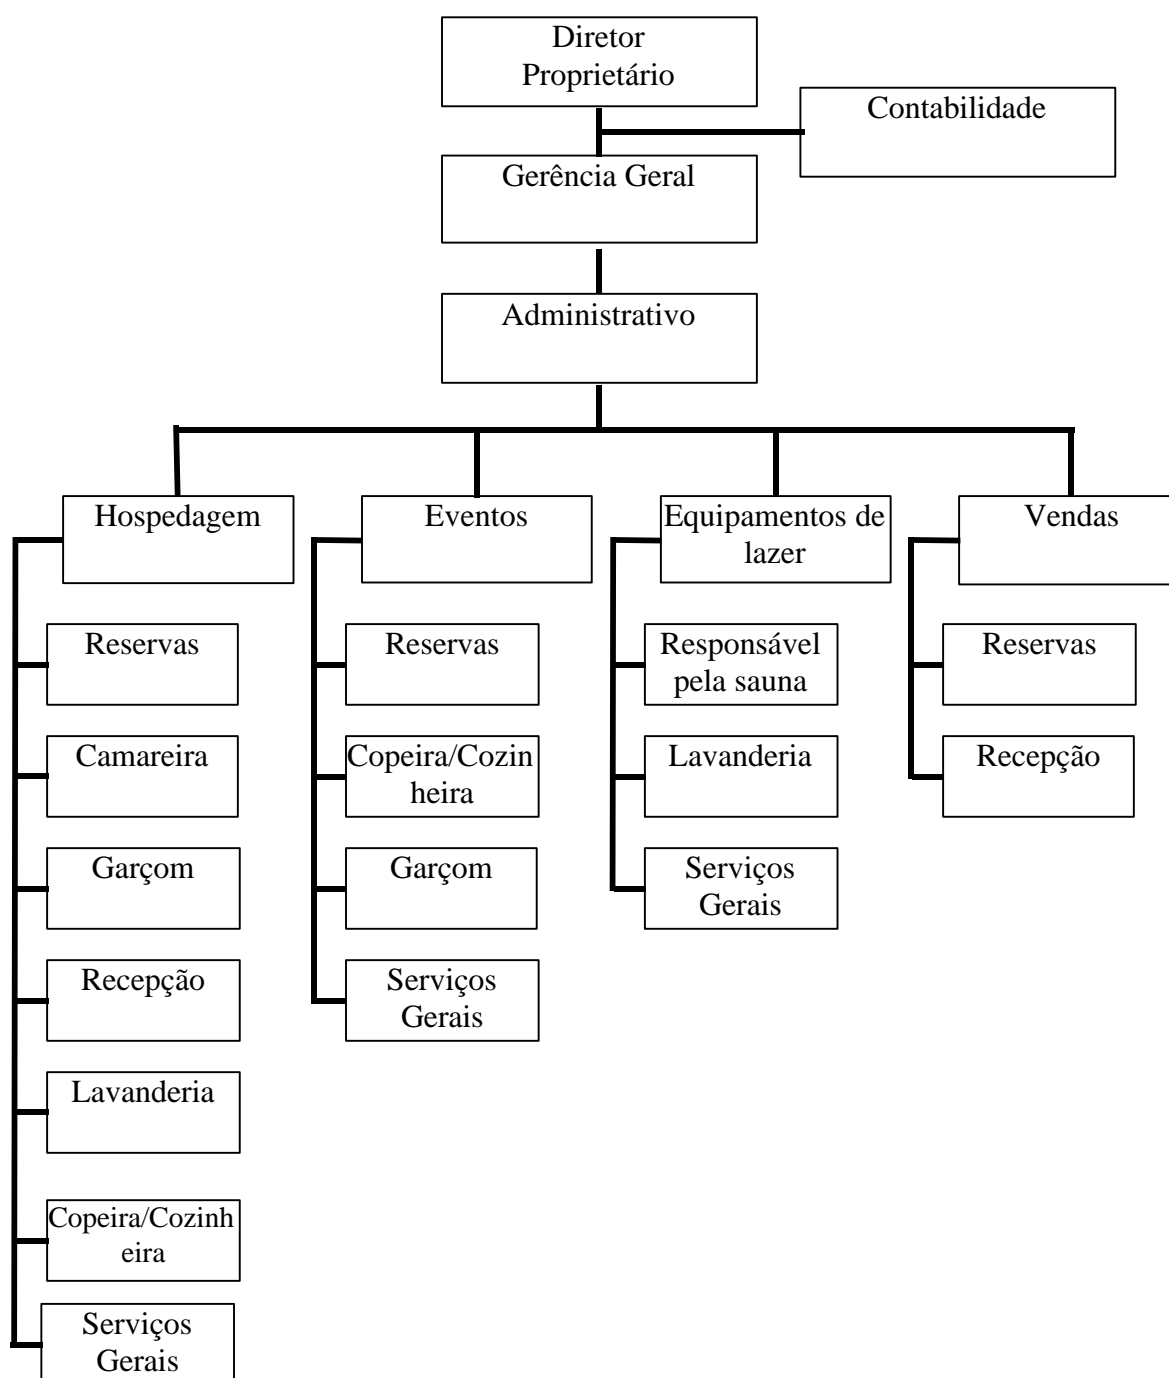 Diretor
Proprietário
Contabilidade
Gerência Geral
Administrativo
Hospedagem
Eventos
Equipamentos de
lazer
Vendas
Reservas
Camareira
Garçom
Recepção
Lavanderia
Copeira/Cozinh
eira
Serviços
Gerais
Reservas
Copeira/Cozin
heira
Garçom
Serviços
Gerais
Responsável
pela sauna
Lavanderia
Serviços
Gerais
Reservas
Recepção